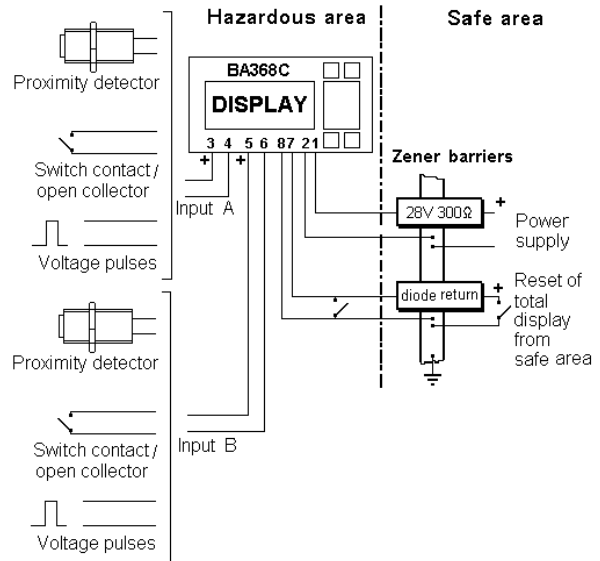 Hazardous area
Safe area
Proximity detector
Switch contact /
open collector
Voltage pulses
+ +
Input A
BA368C
DISPLAY
3 4 5 6 87 21
Zener barriers
28V 300Ω
+
Power
supply
diode return
+
Reset of
total
display
from
safe area
Proximity detector
Switch contact /
open collector
Voltage pulses
Input B